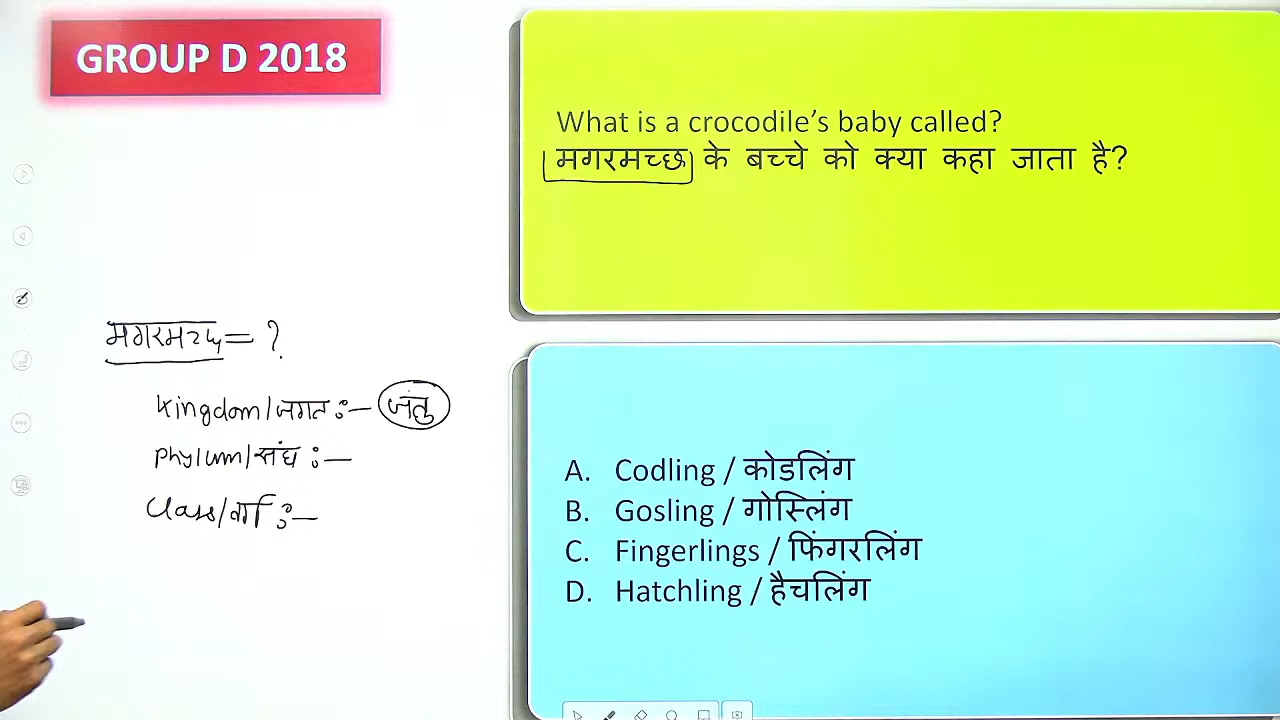 GROUP D 2018
What is a crocodile's baby called?
मगरमच्छ के बच्चे को क्या कहा जाता है?
मगरमच्छ = ?
Kingdom/जगत :- जंतु
Phylum/संघ :-
Class/वर्ग :-
A. Codling / कोडलिंग
B. Gosling / गोस्लिंग
C. Fingerlings / फिंगरलिंग
D. Hatchling / हैचलिंग